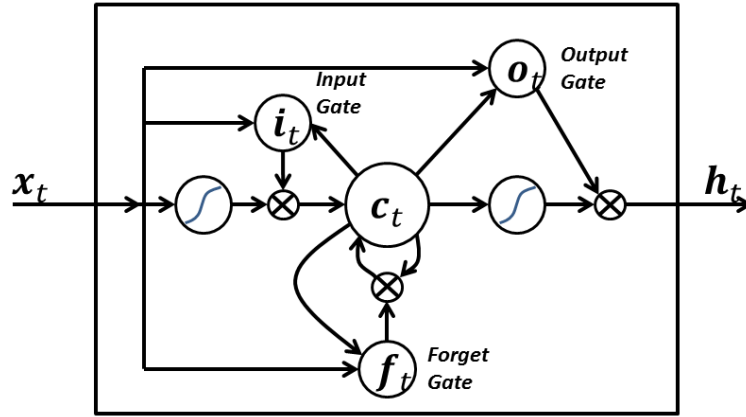 Input
Gate
Output
Gate
o_t
i_t
x_t
c_t
h_t
f_t
Forget
Gate